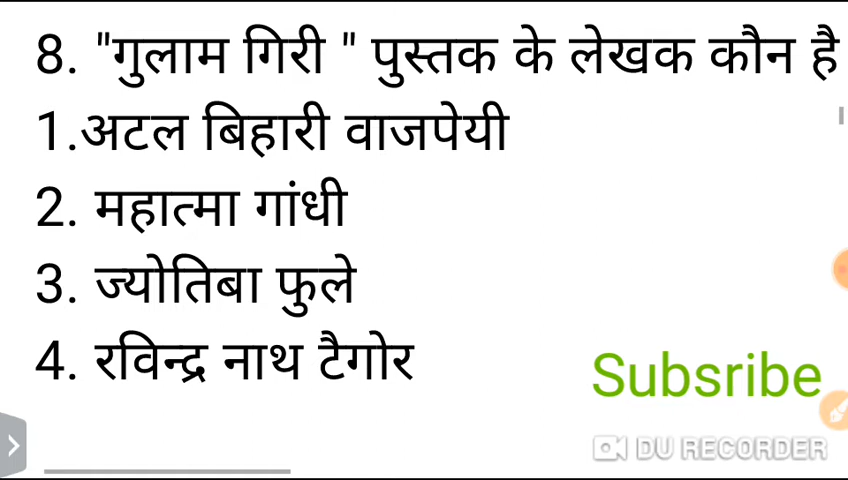 8. "गुलाम गिरी " पुस्तक के लेखक कौन है
1.अटल बिहारी वाजपेयी
2. महात्मा गांधी
3. ज्योतिबा फुले
4. रविन्द्र नाथ टैगोर
Subsribe
DU RECORDER